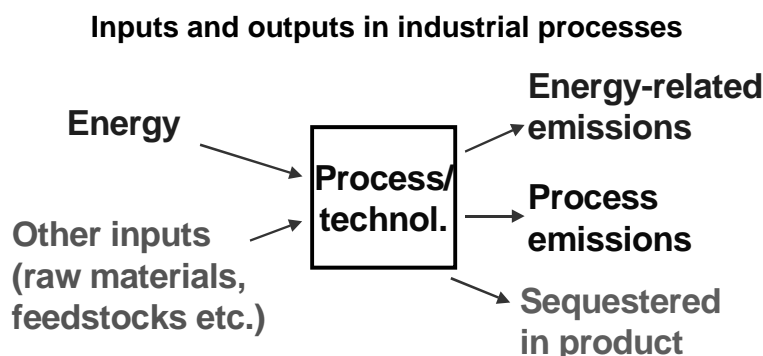 Inputs and outputs in industrial processes
Energy
Other inputs
(raw materials,
feedstocks etc.)
Process/
technol.
Energy-related
emissions
Process
emissions
Sequestered
in product